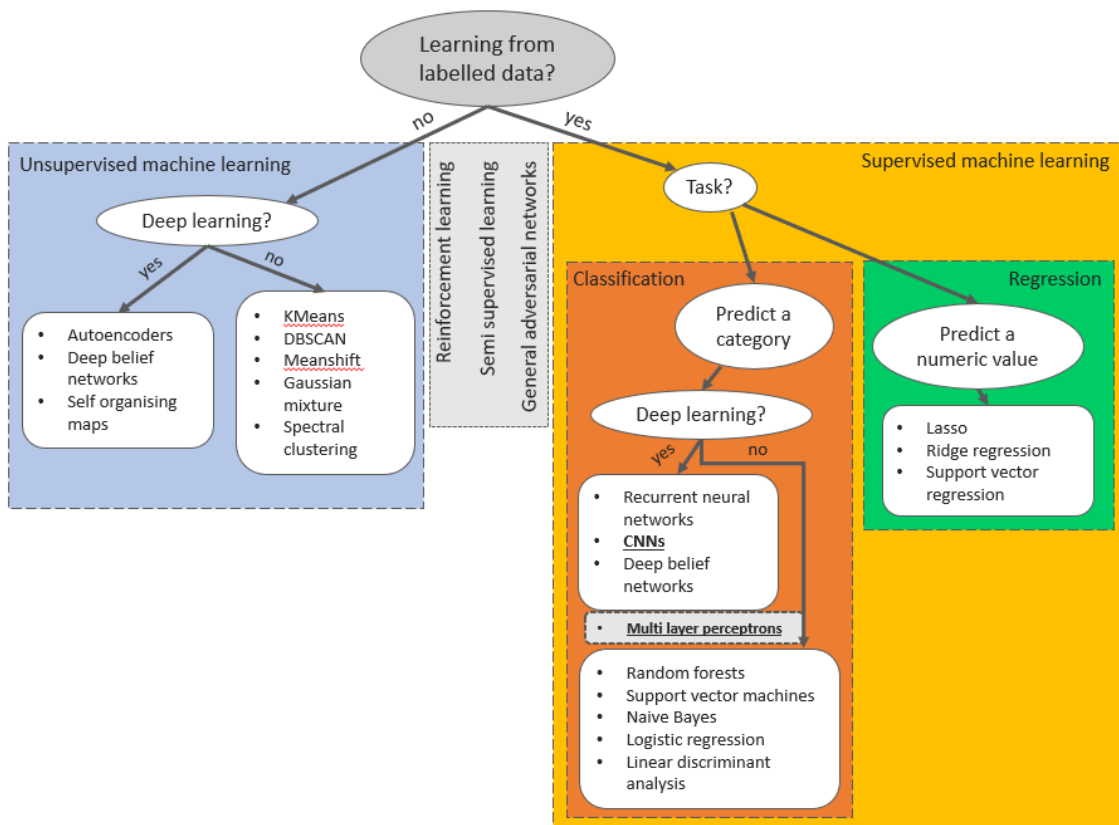 Learning from
labelled data?
no
yes
Unsupervised machine learning
Deep learning?
yes
no
• Autoencoders
• Deep belief
networks
• Self organising
maps
• KMeans
• DBSCAN
• Meanshift
• Gaussian
mixture
• Spectral
clustering
Reinforcement learning
Semi supervised learning
General adversarial networks
Supervised machine learning
Task?
Classification
Predict a
category
Deep learning?
yes
no
• Recurrent neural
networks
• CNNs
• Deep belief
networks
• Multi layer perceptrons
• Random forests
• Support vector machines
• Naive Bayes
• Logistic regression
• Linear discriminant
analysis
Regression
Predict a
numeric value
• Lasso
• Ridge regression
• Support vector
regression